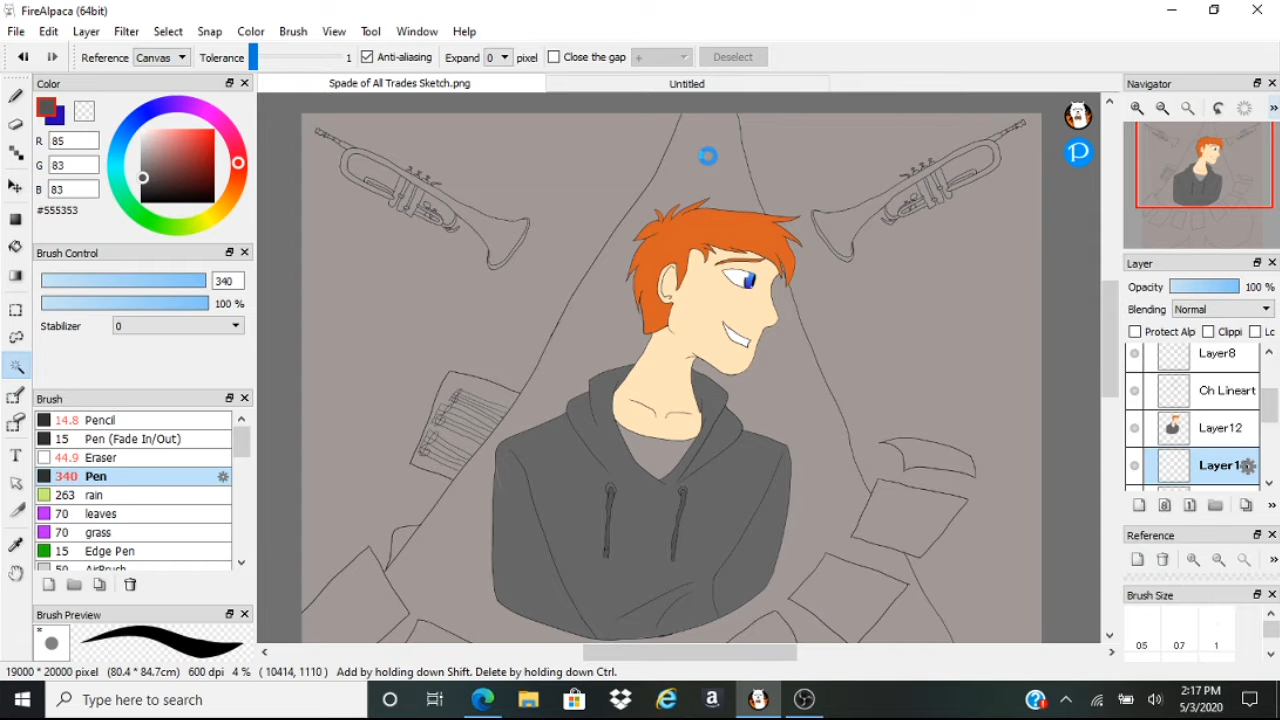 FireAlpaca (64bit)
File Edit Layer Filter Select Snap Color Brush View Tool Window Help
Reference Canvas Tolerance 1 Anti-aliasing Expand 0 pixel Close the gap + Deselect
Color Spade of All Trades Sketch.png Untitled Navigator
R 85
G 83
B 83
#555353
Brush Control
340
100 %
Stabilizer 0
Brush
14.8 Pencil
15 Pen (Fade In/Out)
44.9 Eraser
340 Pen
263 rain
70 leaves
70 grass
15 Edge Pen
50 AirBrush
Brush Preview
Layer
Opacity 100 %
Blending Normal
Protect Alp Clippi Lc
Layer8
Ch Lineart
Layer12
Layer1
Reference
Brush Size
05 07 1
19000 * 20000 pixel (80.4 * 84.7cm) 600 dpi 4 % ( 10414, 1110 ) Add by holding down Shift. Delete by holding down Ctrl.
Type here to search
2:17 PM
5/3/2020